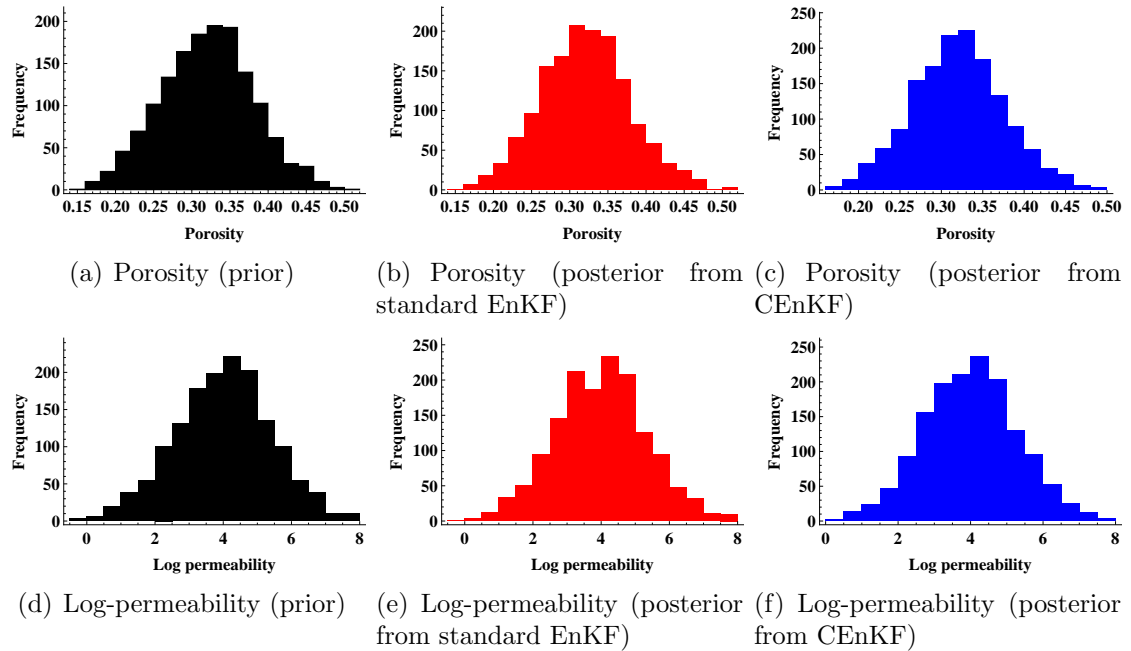 200
150
100
50
0
Frequency
0.15 0.20 0.25 0.30 0.35 0.40 0.45 0.50
Porosity
(a) Porosity (prior)
200
150
100
50
0
Frequency
0.15 0.20 0.25 0.30 0.35 0.40 0.45 0.50
Porosity
(b) Porosity (posterior from
standard EnKF)
250
200
150
100
50
0
Frequency
0.20 0.25 0.30 0.35 0.40 0.45 0.50
Porosity
(c) Porosity (posterior from
CEnKF)
200
150
100
50
0
Frequency
0 2 4 6 8
Log permeability
(d) Log-permeability (prior)
250
200
150
100
50
0
Frequency
0 2 4 6 8
Log permeability
(e) Log-permeability (posterior
from standard EnKF)
250
200
150
100
50
0
Frequency
0 2 4 6 8
Log permeability
(f) Log-permeability (posterior
from CEnKF)